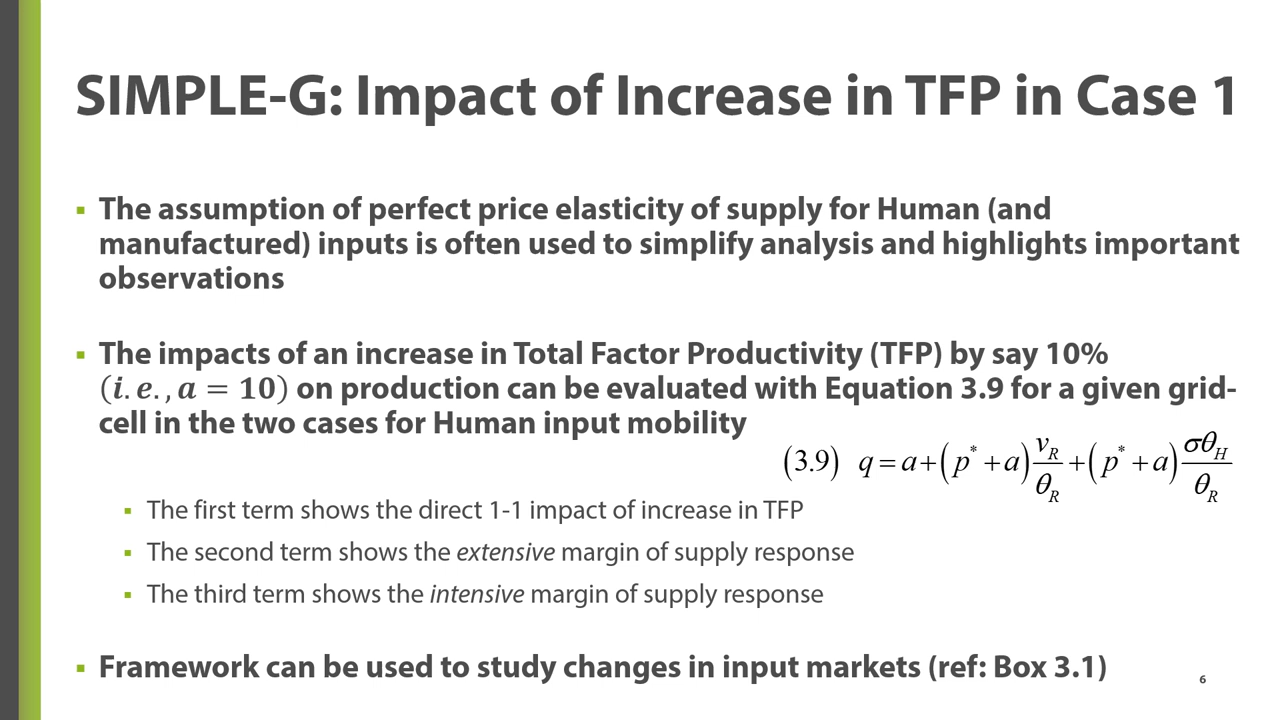 SIMPLE-G: Impact of Increase in TFP in Case 1
▪ The assumption of perfect price elasticity of supply for Human (and
manufactured) inputs is often used to simplify analysis and highlights important
observations
▪ The impacts of an increase in Total Factor Productivity (TFP) by say 10%
(i.e., a = 10) on production can be evaluated with Equation 3.9 for a given grid-
cell in the two cases for Human input mobility
(3.9) q = a + (p* + a) ν_R/θ_R + (p* + a) σθ_H/θ_R
▪ The first term shows the direct 1-1 impact of increase in TFP
▪ The second term shows the extensive margin of supply response
▪ The third term shows the intensive margin of supply response
▪ Framework can be used to study changes in input markets (ref: Box 3.1)
6